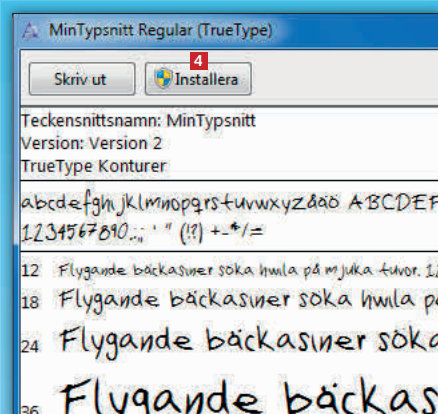 MinTypsnitt Regular (TrueType)
4
Skriv ut Installera
Teckensnittsnamn: MinTypsnitt
Version: Version 2
TrueType Konturer
abcdefghijklmnopqrstuvwxyzåäö ABCDEF
1234567890.:,; ' " (!?) +-*/=
12 Flygande bäckasiner söka hwila på mjuka tuvor. 12
18 Flygande bäckasiner söka hwila p
24 Flygande bäckasiner söka
36 Flygande bäckas